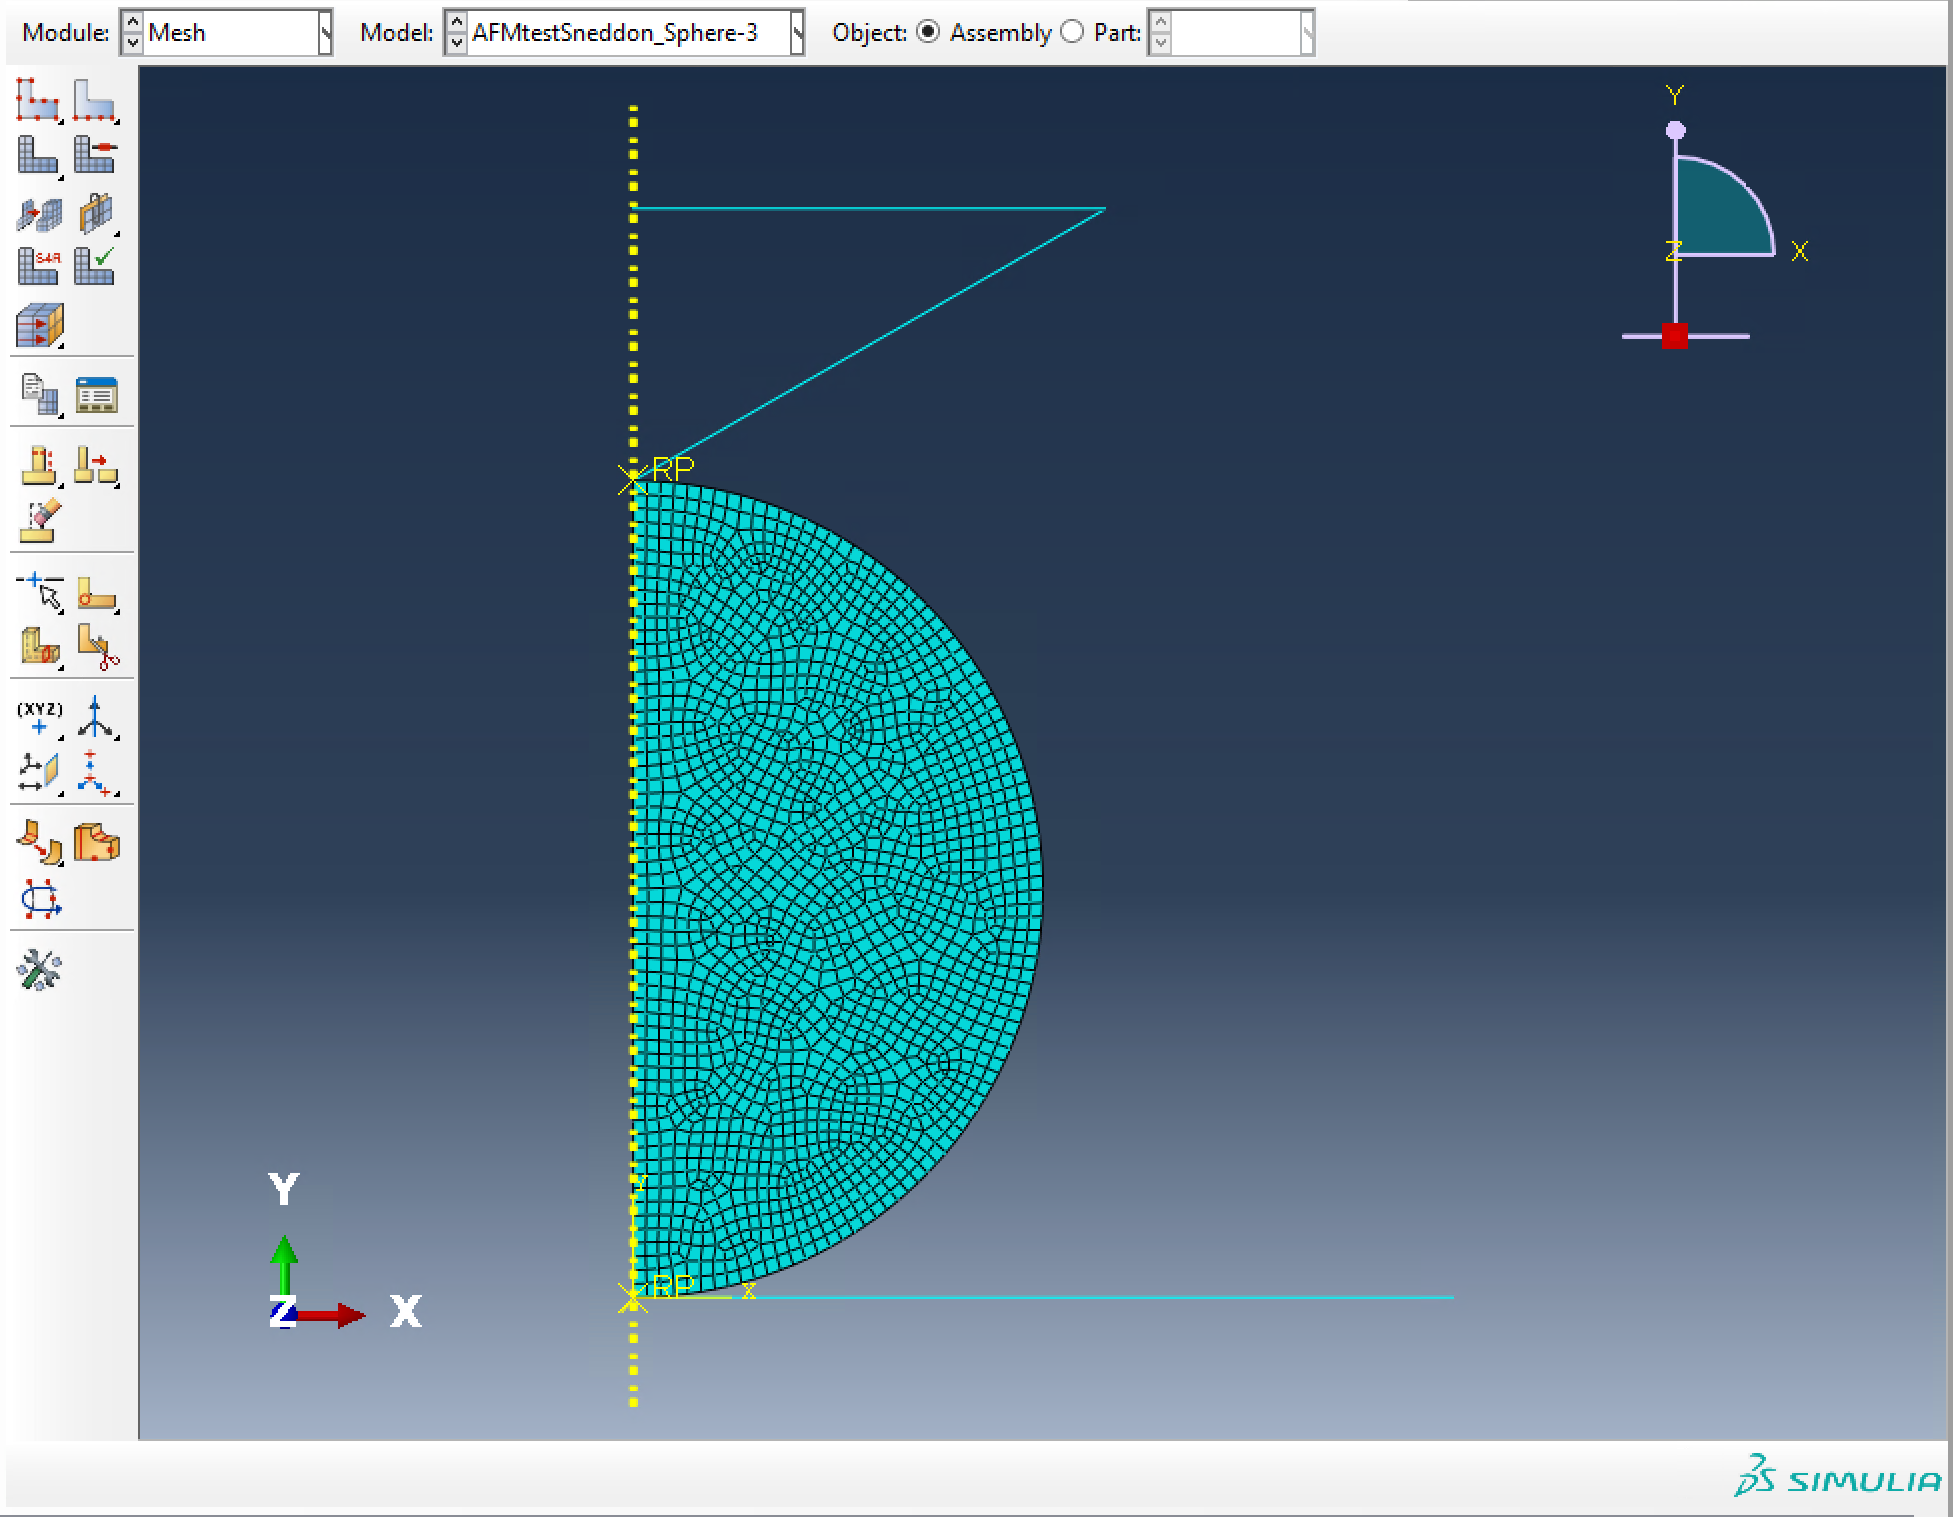 Module: Mesh Model: AFMtestSneddon_Sphere-3 Object: Assembly Part:
Y
Z X
S4R
RP
(XYZ)
Y
Y
RP X
Z X
SIMULIA